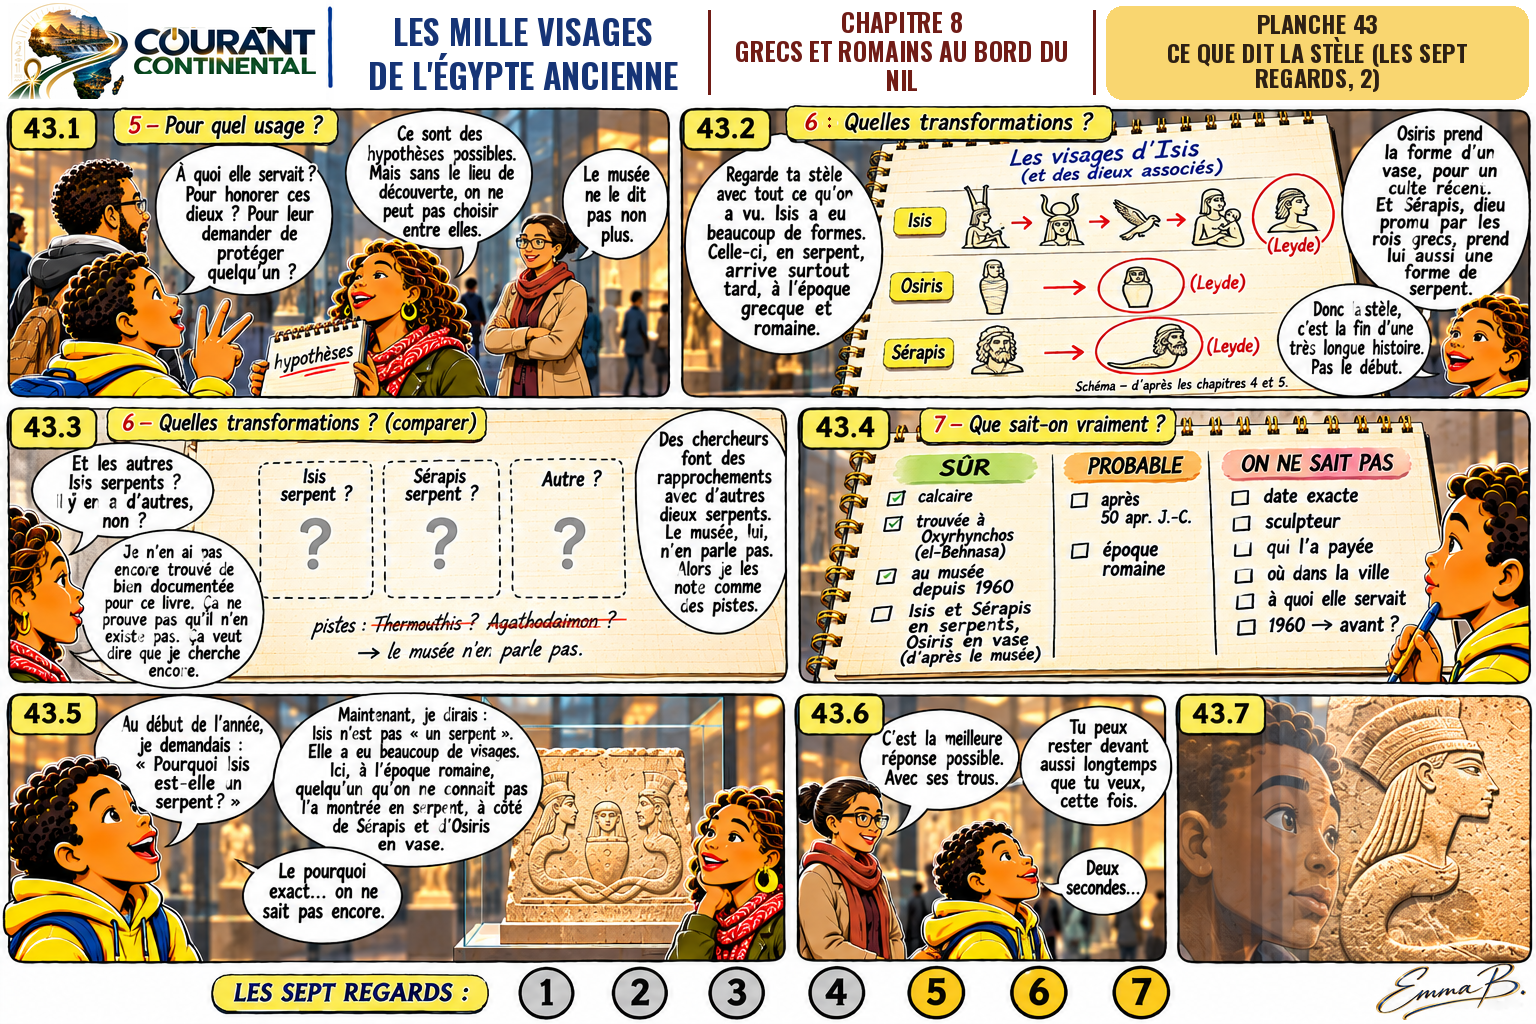 COURANT
CONTINENTAL
LES MILLE VISAGES
DE L'ÉGYPTE ANCIENNE
CHAPITRE 8
GRECS ET ROMAINS AU BORD DU
NIL
PLANCHE 43
CE QUE DIT LA STÈLE (LES SEPT
REGARDS, 2)
43.1
5 – Pour quel usage ?
À quoi elle servait ?
Pour honorer ces
dieux ? Pour leur
demander de
protéger
quelqu'un ?
Ce sont des
hypothèses possibles.
Mais sans le lieu de
découverte, on ne
peut pas choisir
entre elles.
Le musée
ne le dit
pas non
plus.
hypothèses
43.2
6 : Quelles transformations ?
Regarde ta stèle
avec tout ce qu'on
a vu. Isis a eu
beaucoup de formes.
Celle-ci, en serpent,
arrive surtout
tard, à l'époque
grecque et
romaine.
Les visages d'Isis
(et des dieux associés)
Isis
(Leyde)
Osiris
(Leyde)
Sérapis
(Leyde)
Schéma – d'après les chapitres 4 et 5.
Osiris prend
la forme d'un
vase, pour un
culte récent.
Et Sérapis, dieu
promu par les
rois grecs, prend
lui aussi une
forme de
serpent.
Donc la stèle,
c'est la fin d'une
très longue histoire.
Pas le début.
43.3
6 – Quelles transformations ? (comparer)
Et les autres
Isis serpents ?
Il y en a d'autres,
non ?
Je n'en ai pas
encore trouvé de
bien documentée
pour ce livre. Ça ne
prouve pas qu'il n'en
existe pas. Ça veut
dire que je cherche
encore.
Isis
serpent ?
?
Sérapis
serpent ?
?
Autre ?
?
pistes : Thermouthis ? Agathodaimon ?
→ le musée n'en parle pas.
Des chercheurs
font des
rapprochements
avec d'autres
dieux serpents.
Le musée, lui,
n'en parle pas.
Alors je les
note comme
des pistes.
43.4
7 – Que sait-on vraiment ?
SÛR
calcaire
trouvée à
Oxyrhynchos
(el-Behnasa)
au musée
depuis 1960
Isis et Sérapis
en serpents,
Osiris en vase
(d'après le musée)
PROBABLE
après
50 apr. J.-C.
époque
romaine
ON NE SAIT PAS
date exacte
sculpteur
qui l'a payée
où dans la ville
à quoi elle servait
1960 → avant ?
43.5
Au début de l'année,
je demandais :
« Pourquoi Isis
est-elle un
serpent ? »
Maintenant, je dirais :
Isis n'est pas « un serpent ».
Elle a eu beaucoup de visages.
Ici, à l'époque romaine,
quelqu'un qu'on ne connaît pas
l'a montrée en serpent, à côté
de Sérapis et d'Osiris
en vase.
Le pourquoi
exact... on ne
sait pas encore.
43.6
C'est la meilleure
réponse possible.
Avec ses trous.
Tu peux
rester devant
aussi longtemps
que tu veux,
cette fois.
Deux
secondes...
43.7
LES SEPT REGARDS :
1 2 3 4 5 6 7
Emma B.